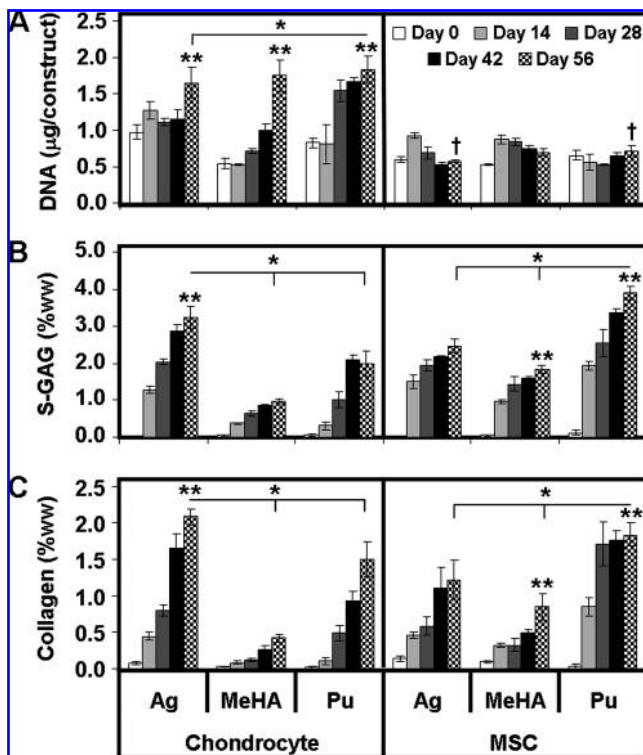 A
DNA (µg/construct)
2.5
2.0
1.5
1.0
0.5
0.0
Day 0 Day 14 Day 28
Day 42 Day 56
*
** ** **
† †
B
S-GAG (%ww)
5.0
4.0
3.0
2.0
1.0
0.0
* *
** ** **
C
Collagen (%ww)
2.5
2.0
1.5
1.0
0.5
0.0
* *
** ** **
Ag MeHA Pu Ag MeHA Pu
Chondrocyte MSC